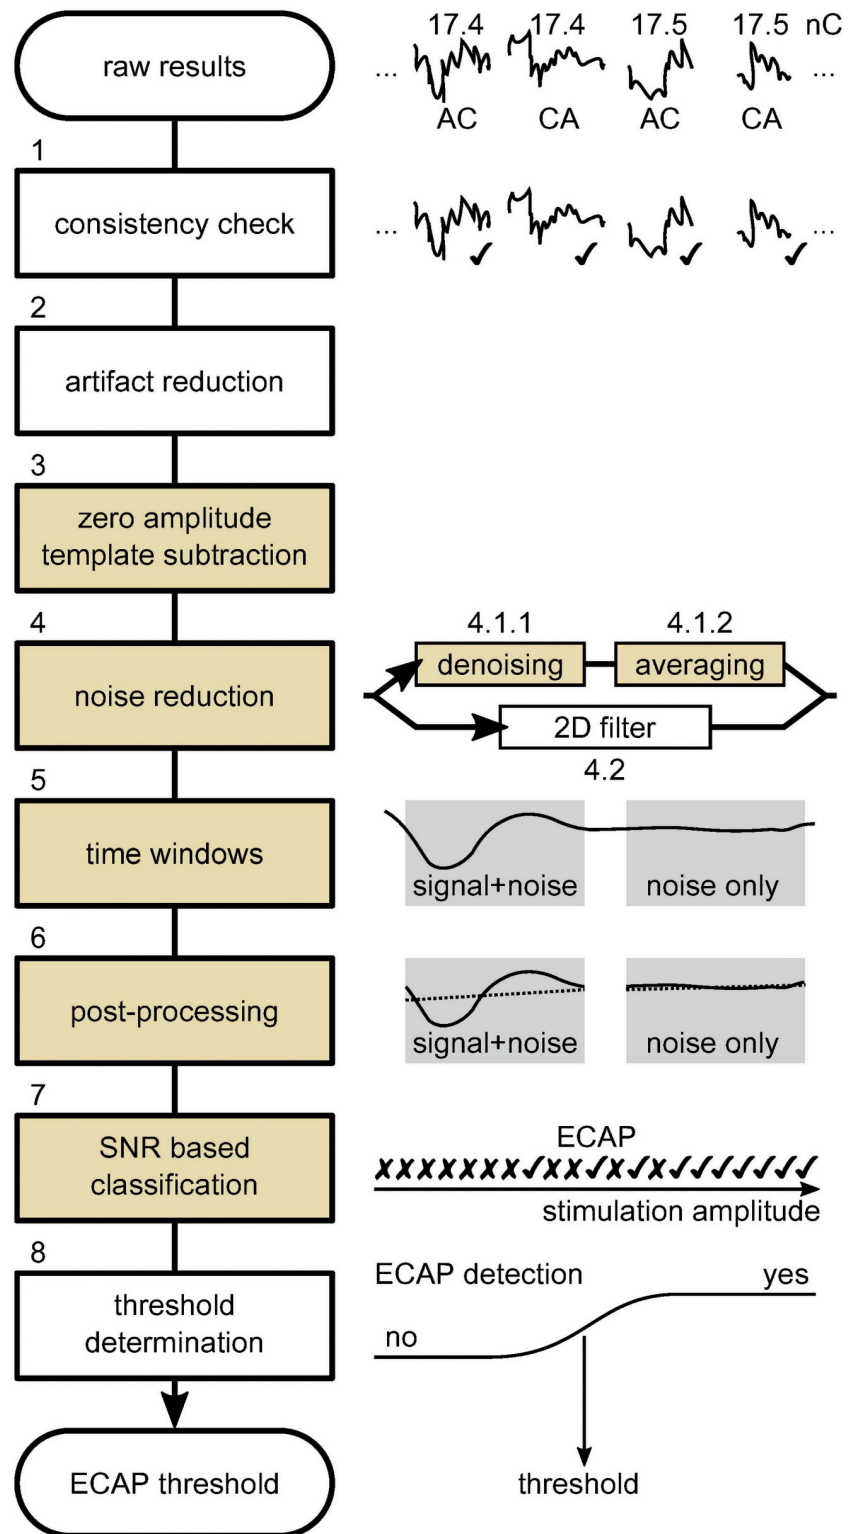 raw results
17.4 17.4 17.5 17.5 nC
... ...
AC CA AC CA
1
consistency check
... ...
2
artifact reduction
3
zero amplitude
template subtraction
4
noise reduction
4.1.1 4.1.2
denoising averaging
2D filter
4.2
5
time windows
signal+noise noise only
6
post-processing
signal+noise noise only
7
SNR based
classification
ECAP
✗✗✗✗✗✗✗✓✗✗✓✗✓✗✓✓✓✓✓✓✓
stimulation amplitude
8
threshold
determination
ECAP detection yes
no
ECAP threshold
threshold